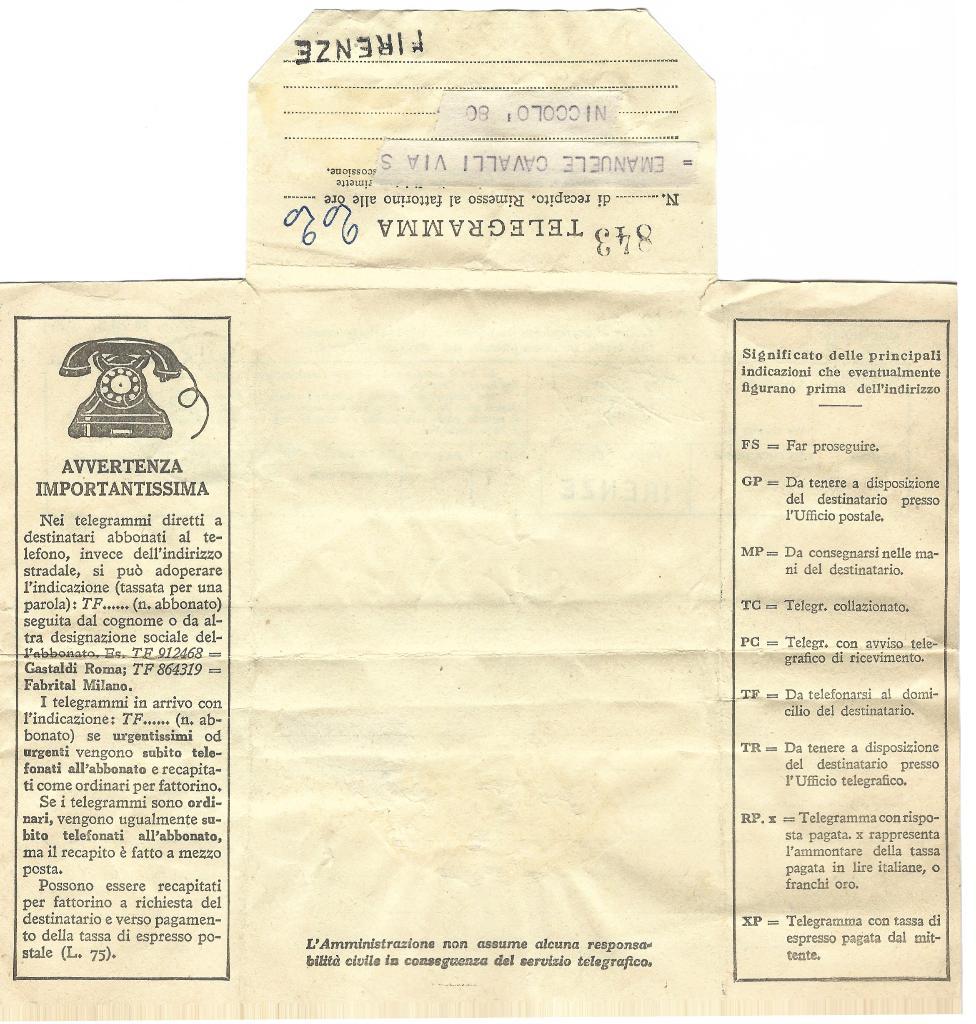 843 TELEGRAMMA 2020
N. di recapito. Rimesso al fattorino alle ore
rimette
scossione.
= EMANUELE CAVALLI VIA S
NICCOLO' 80
FIRENZE
AVVERTENZA
IMPORTANTISSIMA
Nei telegrammi diretti a
destinatari abbonati al te-
lefono, invece dell'indirizzo
stradale, si può adoperare
l'indicazione (tassata per una
parola): TF...... (n. abbonato)
seguita dal cognome o da al-
tra designazione sociale del-
l'abbonato. Es. TF 912468 =
Gastaldi Roma; TF 864319 =
Fabrital Milano.
I telegrammi in arrivo con
l'indicazione: TF...... (n. ab-
bonato) se urgentissimi od
urgenti vengono subito tele-
fonati all'abbonato e recapita-
ti come ordinari per fattorino.
Se i telegrammi sono ordi-
nari, vengono ugualmente su-
bito telefonati all'abbonato,
ma il recapito è fatto a mezzo
posta.
Possono essere recapitati
per fattorino a richiesta del
destinatario e verso pagamen-
to della tassa di espresso po-
stale (L. 75).
L'Amministrazione non assume alcuna responsa-
bilità civile in conseguenza del servizio telegrafico.
Significato delle principali
indicazioni che eventualmente
figurano prima dell'indirizzo
FS = Far proseguire.
GP = Da tenere a disposizione
del destinatario presso
l'Ufficio postale.
MP = Da consegnarsi nelle ma-
ni del destinatario.
TC = Telegr. collazionato.
PC = Telegr. con avviso tele-
grafico di ricevimento.
TF = Da telefonarsi al domi-
cilio del destinatario.
TR = Da tenere a disposizione
del destinatario presso
l'Ufficio telegrafico.
RP. x = Telegramma con rispo-
sta pagata. x rappresenta
l'ammontare della tassa
pagata in lire italiane, o
franchi oro.
XP = Telegramma con tassa di
espresso pagata dal mit-
tente.